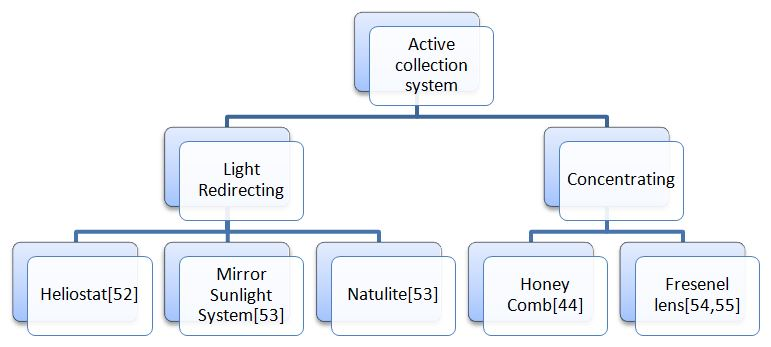 Active
collection
system
Light
Redirecting
Concentrating
Heliostat[52]
Mirror
Sunlight
System[53]
Natulite[53]
Honey
Comb[44]
Fresenel
lens[54,55]